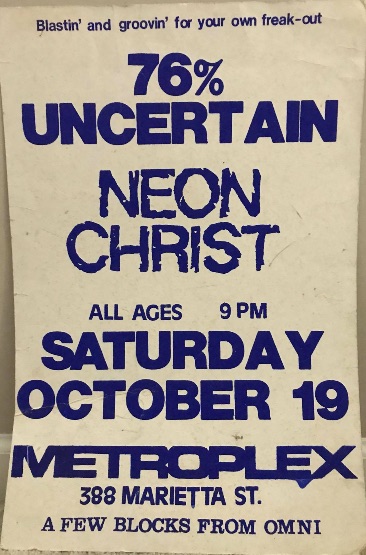 Blastin' and groovin' for your own freak-out
76%
UNCERTAIN
NEON
CHRIST
ALL AGES 9 PM
SATURDAY
OCTOBER 19
METROPLEX
388 MARIETTA ST.
A FEW BLOCKS FROM OMNI